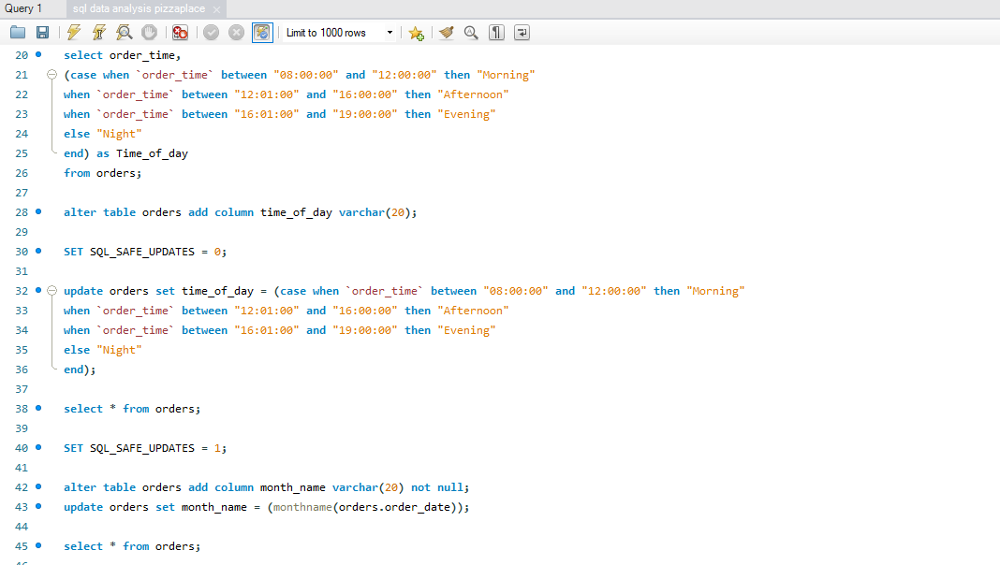 Query 1
sql data analysis pizzaplace
Limit to 1000 rows
20 select order_time,
21 (case when `order_time` between "08:00:00" and "12:00:00" then "Morning"
22 when `order_time` between "12:01:00" and "16:00:00" then "Afternoon"
23 when `order_time` between "16:01:00" and "19:00:00" then "Evening"
24 else "Night"
25 end) as Time_of_day
26 from orders;
27
28 alter table orders add column time_of_day varchar(20);
29
30 SET SQL_SAFE_UPDATES = 0;
31
32 update orders set time_of_day = (case when `order_time` between "08:00:00" and "12:00:00" then "Morning"
33 when `order_time` between "12:01:00" and "16:00:00" then "Afternoon"
34 when `order_time` between "16:01:00" and "19:00:00" then "Evening"
35 else "Night"
36 end);
37
38 select * from orders;
39
40 SET SQL_SAFE_UPDATES = 1;
41
42 alter table orders add column month_name varchar(20) not null;
43 update orders set month_name = (monthname(orders.order_date));
44
45 select * from orders;